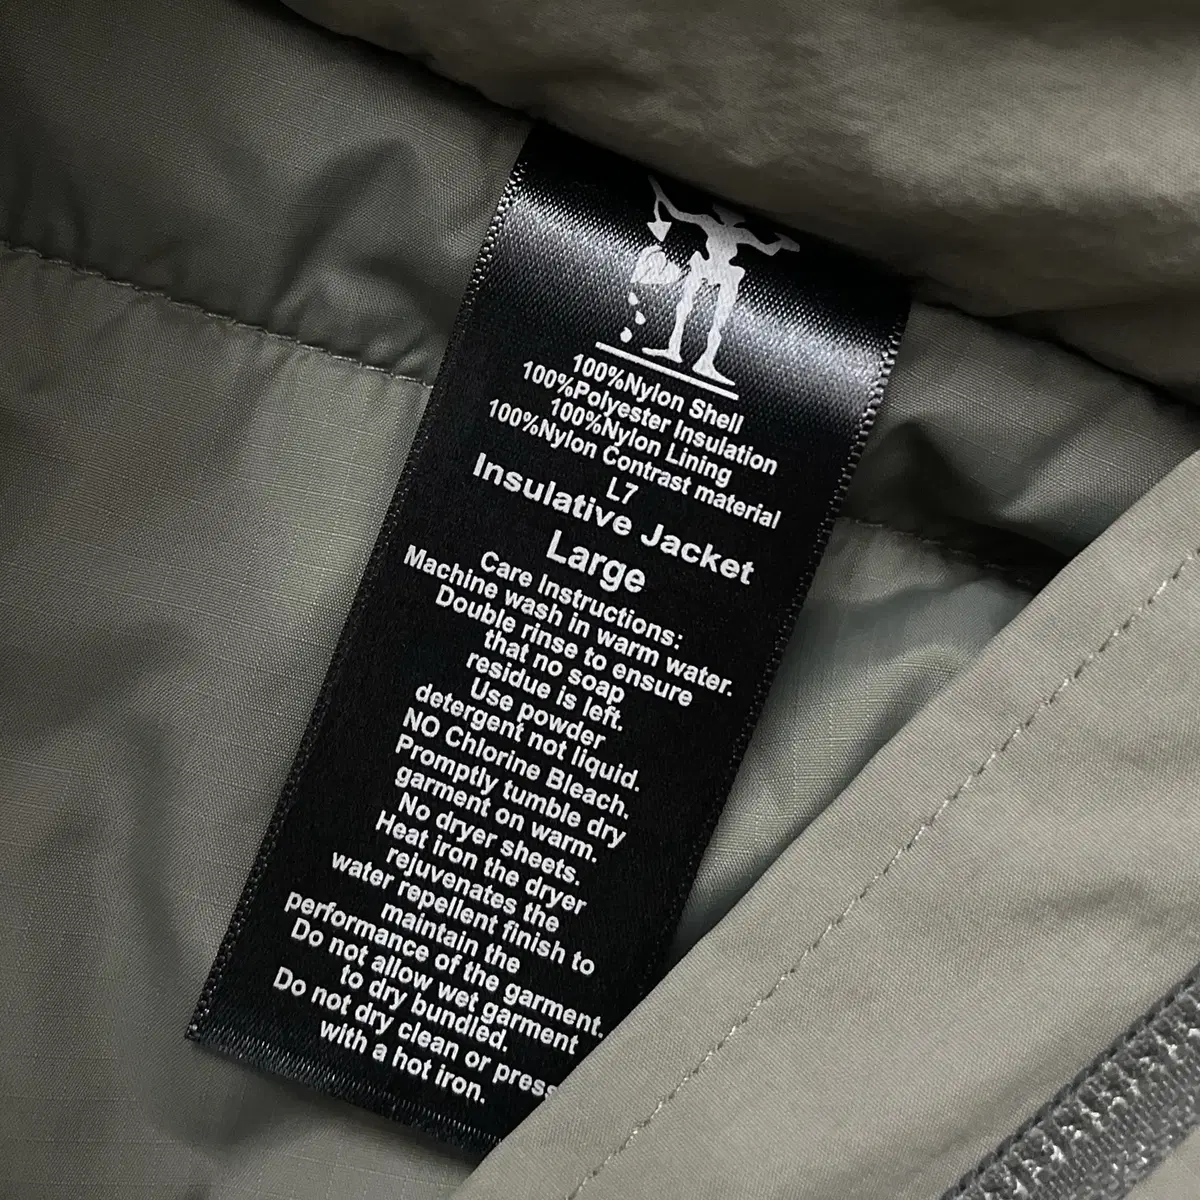 100%Nylon Shell
100%Polyester Insulation
100%Nylon Lining
100%Nylon Contrast material
L7
Insulative Jacket
Large
Care Instructions:
Machine wash in warm water.
Double rinse to ensure
that no soap
residue is left.
Use powder
detergent not liquid.
NO Chlorine Bleach.
Promptly tumble dry
garment on warm.
No dryer sheets.
Heat iron the dryer
rejuvenates the
water repellent finish to
maintain the
performance of the garment.
Do not allow wet garment
to dry bundled.
Do not dry clean or press
with a hot iron.